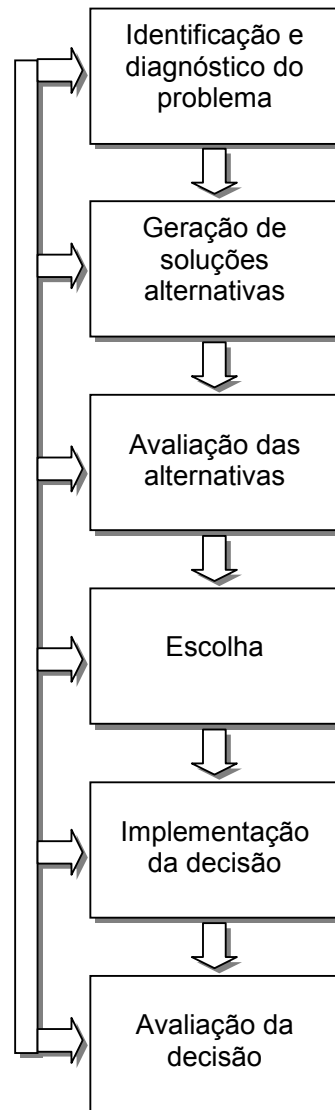 Identificação e
diagnóstico do
problema
Geração de
soluções
alternativas
Avaliação das
alternativas
Escolha
Implementação
da decisão
Avaliação da
decisão